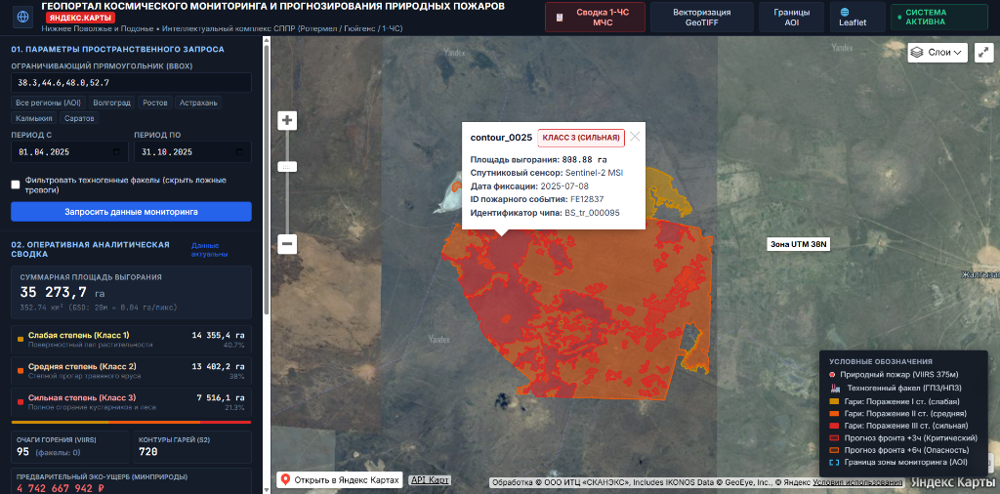 ГЕОПОРТАЛ КОСМИЧЕСКОГО МОНИТОРИНГА И ПРОГНОЗИРОВАНИЯ ПРИРОДНЫХ ПОЖАРОВ
ЯНДЕКС.КАРТЫ
Нижнее Поволжье и Подонье • Интеллектуальный комплекс СППР (Ротермел / Гюйгенс / 1-ЧС)
Сводка 1-ЧС МЧС
Векторизация GeoTIFF
Границы AOI
Leaflet
СИСТЕМА АКТИВНА
01. ПАРАМЕТРЫ ПРОСТРАНСТВЕННОГО ЗАПРОСА
ОГРАНИЧИВАЮЩИЙ ПРЯМОУГОЛЬНИК (BBOX)
38.3,44.6,48.0,52.7
Все регионы (AOI)
Волгоград
Ростов
Астрахань
Калмыкия
Саратов
ПЕРИОД С
ПЕРИОД ПО
01.04.2025
31.10.2025
Фильтровать техногенные факелы (скрыть ложные
тревоги)
Запросить данные мониторинга
02. ОПЕРАТИВНАЯ АНАЛИТИЧЕСКАЯ
СВОДКА
Данные
актуальны
СУММАРНАЯ ПЛОЩАДЬ ВЫГОРАНИЯ
35 273,7 га
352.74 км² (GSD: 20м = 0.04 га/пикс)
Слабая степень (Класс 1)
14 355,4 га
Поверхностный пал растительности
40.7%
Средняя степень (Класс 2)
13 402,2 га
Степной прогар травяного яруса
38%
Сильная степень (Класс 3)
7 516,1 га
Полное сгорание кустарников и леса
21.3%
ОЧАГИ ГОРЕНИЯ (VIIRS)
95 (факелы: 0)
КОНТУРЫ ГАРЕЙ (S2)
720
ПРЕДВАРИТЕЛЬНЫЙ ЭКО-УЩЕРБ (МИНПРИРОДЫ)
4 742 667 942 ₽
Yandex
Yandex
Слои
contour_0025
КЛАСС 3 (СИЛЬНАЯ)
Площадь выгорания: 808.88 га
Спутниковый сенсор: Sentinel-2 MSI
Дата фиксации: 2025-07-08
ID пожарного события: FE12837
Идентификатор чипа: BS_tr_000095
Зона UTM 38N
Yandex
УСЛОВНЫЕ ОБОЗНАЧЕНИЯ
Природный пожар (VIIRS 375м)
Техногенный факел (ГПЗ/НПЗ)
Гари: Поражение I ст. (слабая)
Гари: Поражение II ст. (средняя)
Гари: Поражение III ст. (сильная)
Прогноз фронта +3ч (Критический)
Прогноз фронта +6ч (Опасность)
Граница зоны мониторинга (AOI)
Открыть в Яндекс Картах
API Карт
Обработка © ООО ИТЦ «СКАНЭКС», Includes IKONOS Data © GeoEye, Inc., © Яндекс Условия использования
Яндекс Карты